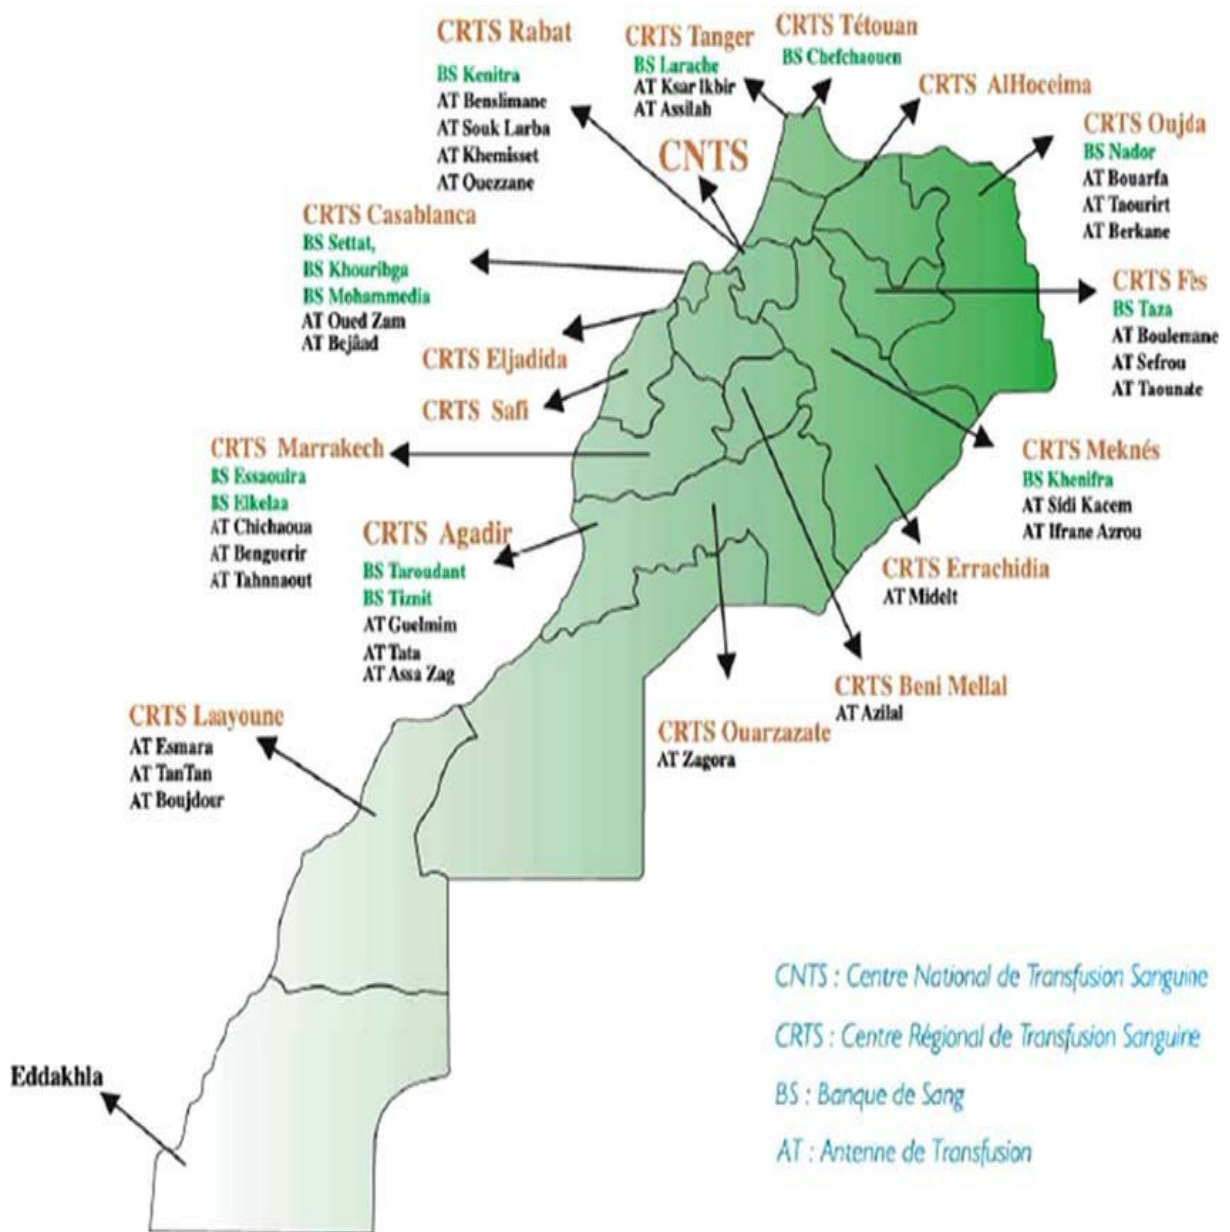 CRTS Rabat
BS Kenitra
AT Benslimane
AT Souk Larba
AT Khemisset
AT Ouezzane
CRTS Tanger
BS Larache
AT Ksar Ikbir
AT Assilah
CRTS Tétouan
BS Chefchaouen
CRTS AlHoceima
CNTS
CRTS Oujda
BS Nador
AT Bouarfa
AT Taourirt
AT Berkane
CRTS Casablanca
BS Settat,
BS Khouribga
BS Mohammedia
AT Oued Zam
AT Bejâad
CRTS Fès
BS Taza
AT Boulemane
AT Sefrou
AT Taounate
CRTS Eljadida
CRTS Safi
CRTS Marrakech
BS Essaouira
BS Elkelaa
AT Chichaoua
AT Benguerir
AT Tahnnaout
CRTS Meknés
BS Khenifra
AT Sidi Kacem
AT Ifrane Azrou
CRTS Agadir
BS Taroudant
BS Tiznit
AT Guelmim
AT Tata
AT Assa Zag
CRTS Errachidia
AT Midelt
CRTS Beni Mellal
AT Azilal
CRTS Ouarzazate
AT Zagora
CRTS Laayoune
AT Esmara
AT TanTan
AT Boujdour
Eddakhla
CNTS : Centre National de Transfusion Sanguine
CRTS : Centre Régional de Transfusion Sanguine
BS : Banque de Sang
AT : Antenne de Transfusion